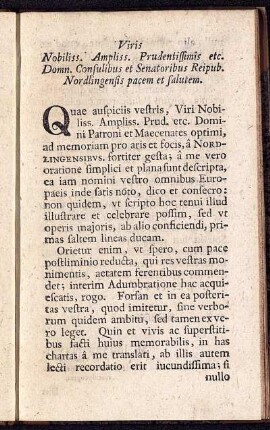 Viris
Nobiliss. Ampliss. Prudentissimis etc.
Domn. Consulibus et Senatoribus Reipub.
Nordlingensis pacem et salutem.
Quae auspiciis vestris, Viri Nobi-
liss. Ampliss. Prud. etc. Domi-
ni Patroni et Maecenates optimi,
ad memoriam pro aris et focis, â NORD-
LINGENSIBVS. fortiter gesta; â me vero
oratione simplici et plana sunt descripta,
ea iam nomini vestro omnibus Euro-
pacis inde satis noto, dico et consecro:
non quidem, vt scripto hoc tenui illud
illustrare et celebrare possim, sed vt
operis majoris, ab alio conficiendi, pri-
mas saltem lineas ducam.
Orietur enim, vt spero, cum pace
postliminio reducta, qui res vestras mo-
nimentis, aetatem ferentibus commen-
det; interim Adumbratione hac acqui-
escatis, rogo. Forsan et in ea posteri-
tas vestra, quod imitetur, sine verbo-
rum quidem ambitu, sed tamen ex ve-
ro leget. Quin et vivis ac superstiti-
bus facti huius memorabilis, in has
chartas â me translati, ab illis autem
lecti recordatio erit iucundissima; si
nullo